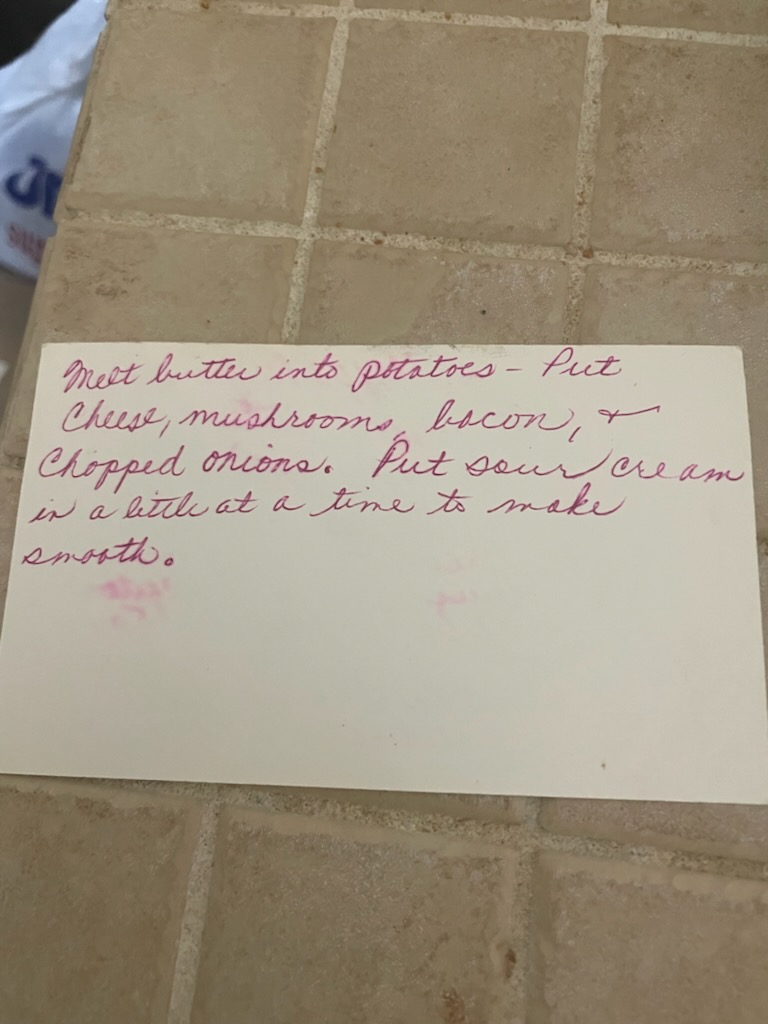 Melt butter into potatoes - Put
Cheese, mushrooms, bacon, &
Chopped onions. Put sour cream
in a little at a time to make
smooth.